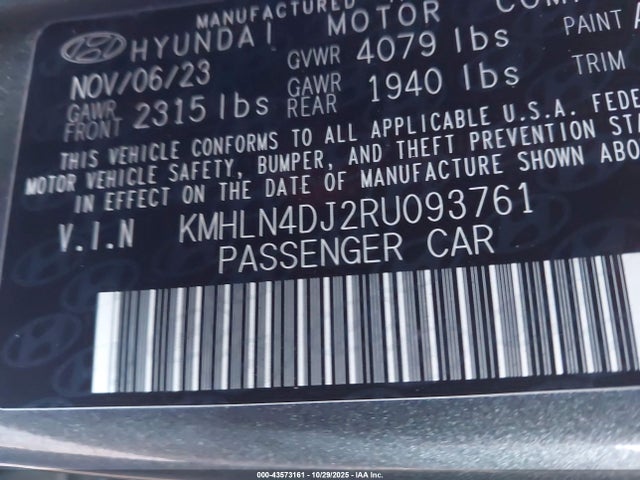 MANUFACTURED
HYUNDAI MOTOR
NOV/06/23 GVWR 4079 lbs PAINT
GAWR FRONT 2315 lbs GAWR REAR 1940 lbs TRIM
THIS VEHICLE CONFORMS TO ALL APPLICABLE U.S.A. FEDE
MOTOR VEHICLE SAFETY, BUMPER, AND THEFT PREVENTION STA
IN EFFECT ON THE DATE OF MANUFACTURE SHOWN ABO
V.I.N KMHLN4DJ2RU093761
PASSENGER CAR
000-43573161 | 10/29/2025 | IAA Inc.